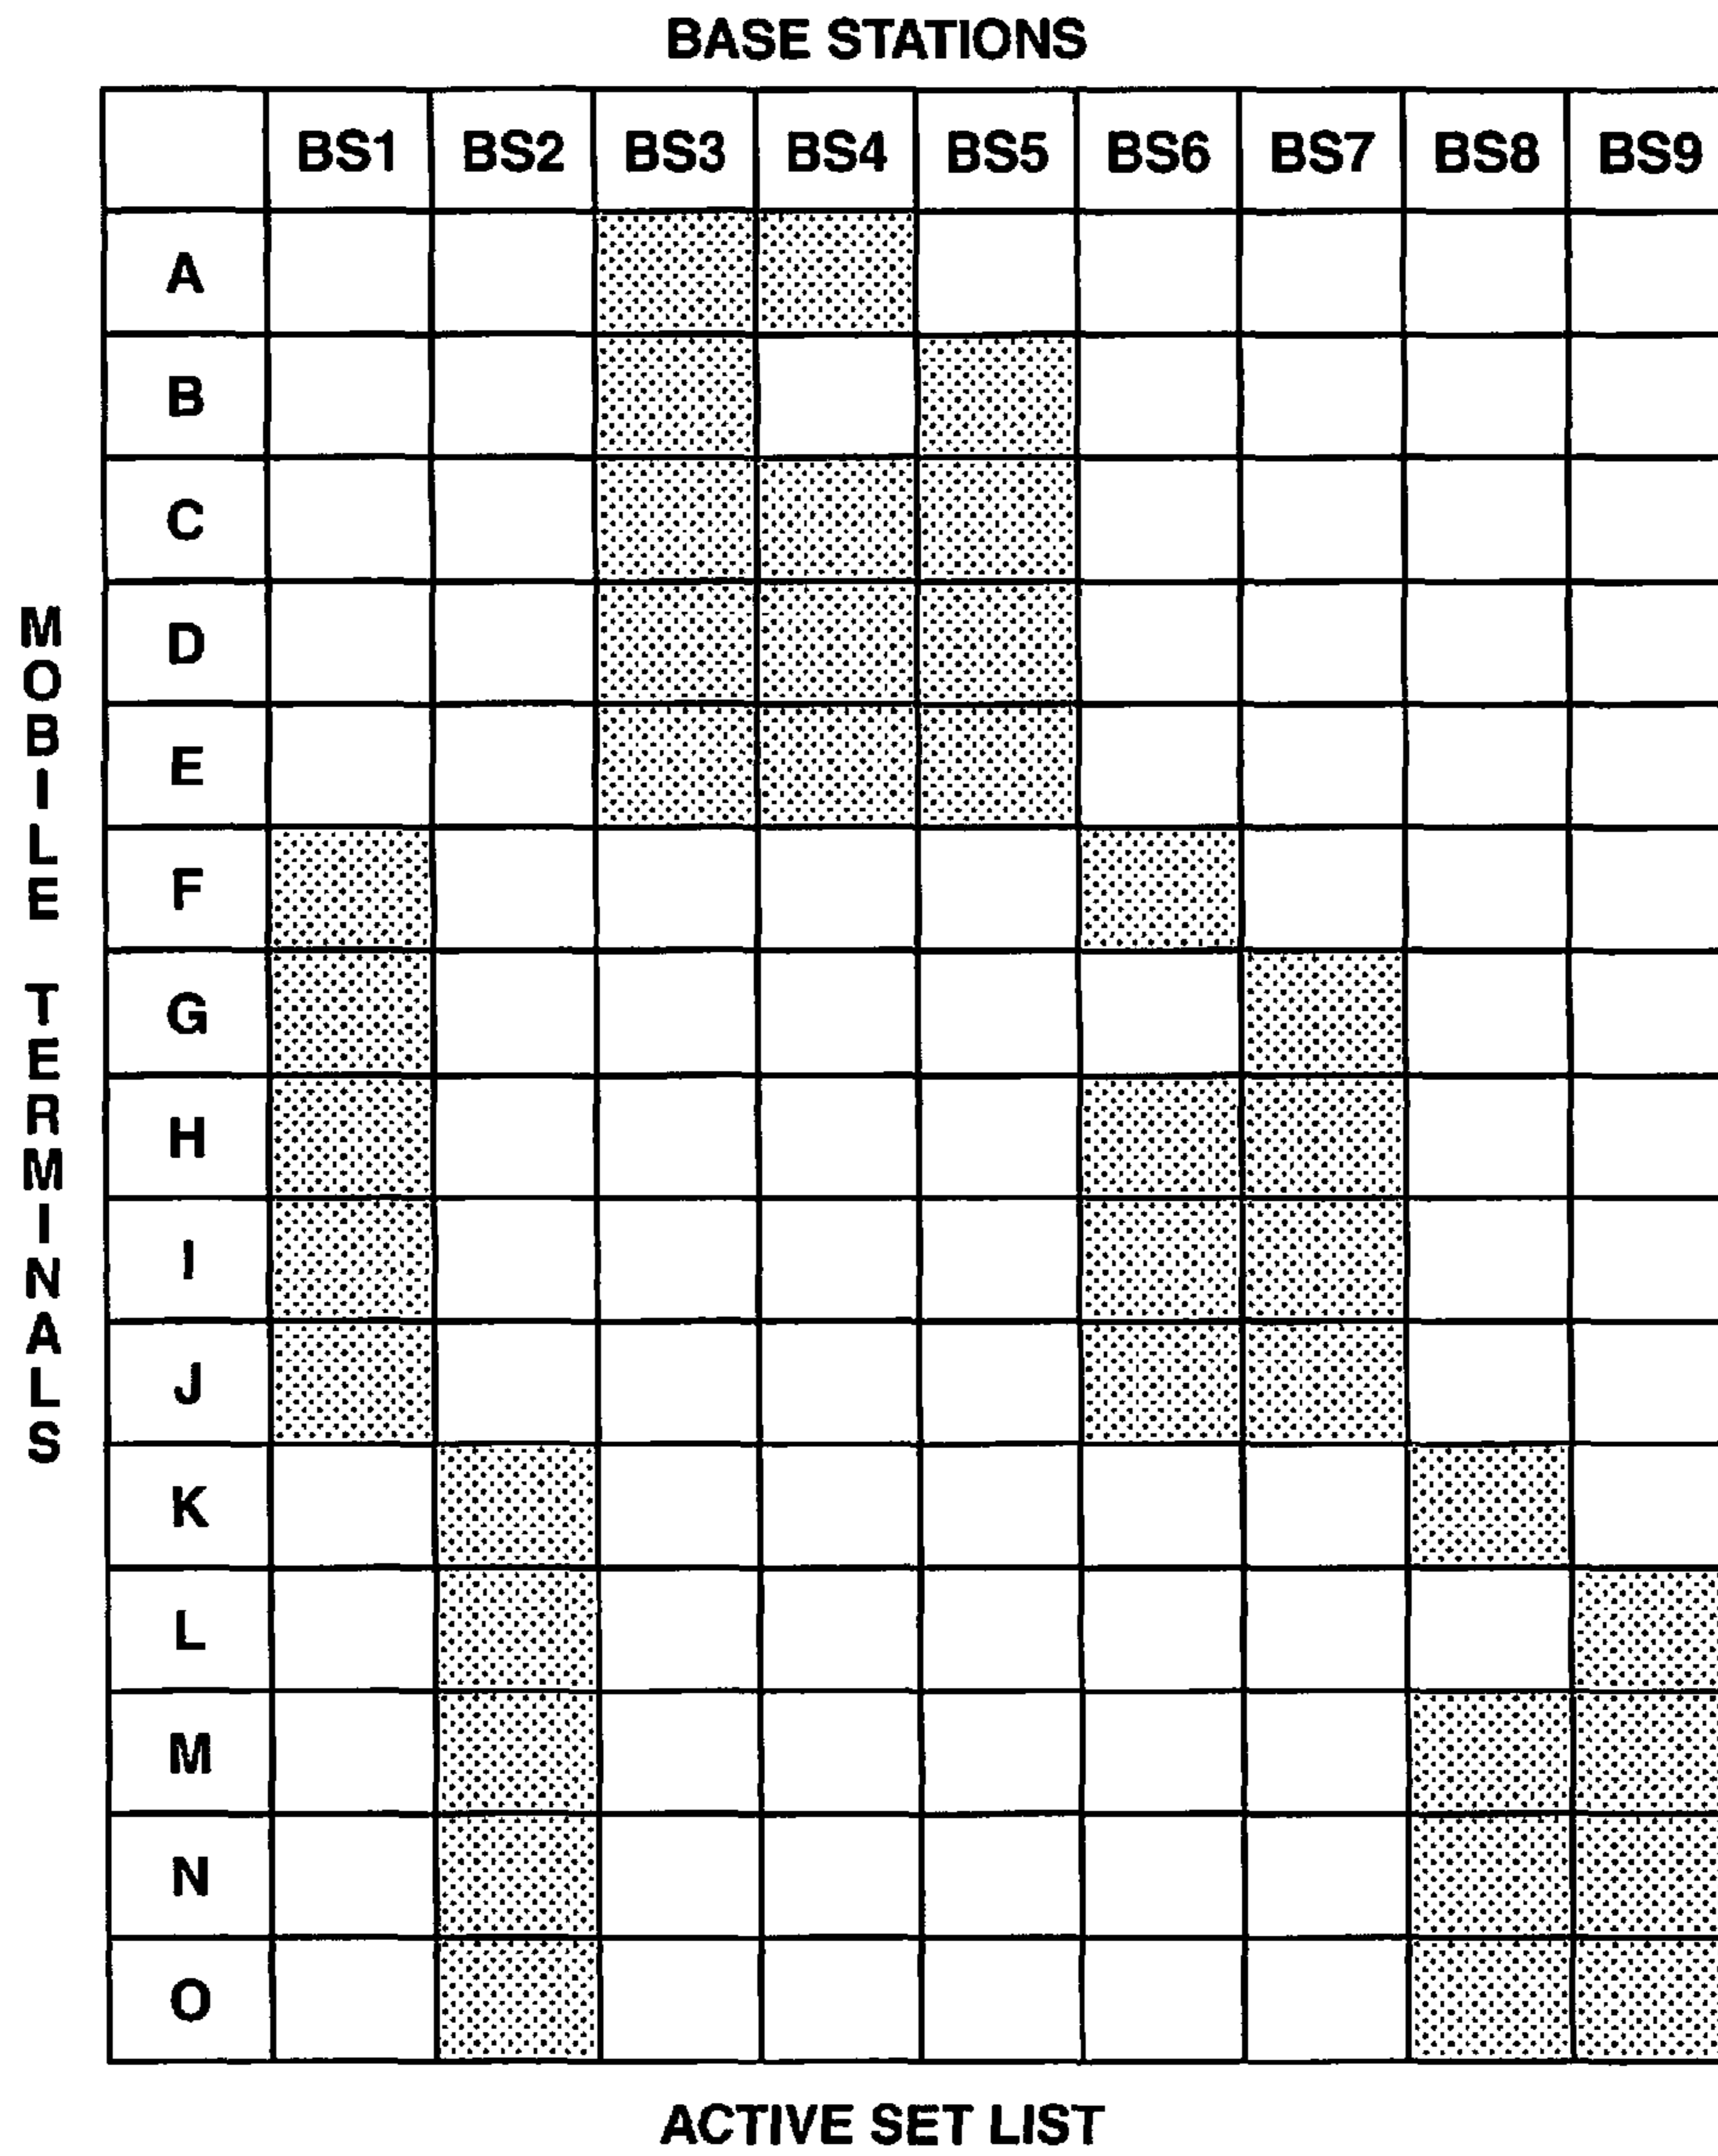 BASE STATIONS
BS1 BS2 BS3 BS4 BS5 BS6 BS7 BS8 BS9
MOBILE TERMINALS
A
B
C
D
E
F
G
H
I
J
K
L
M
N
O
ACTIVE SET LIST